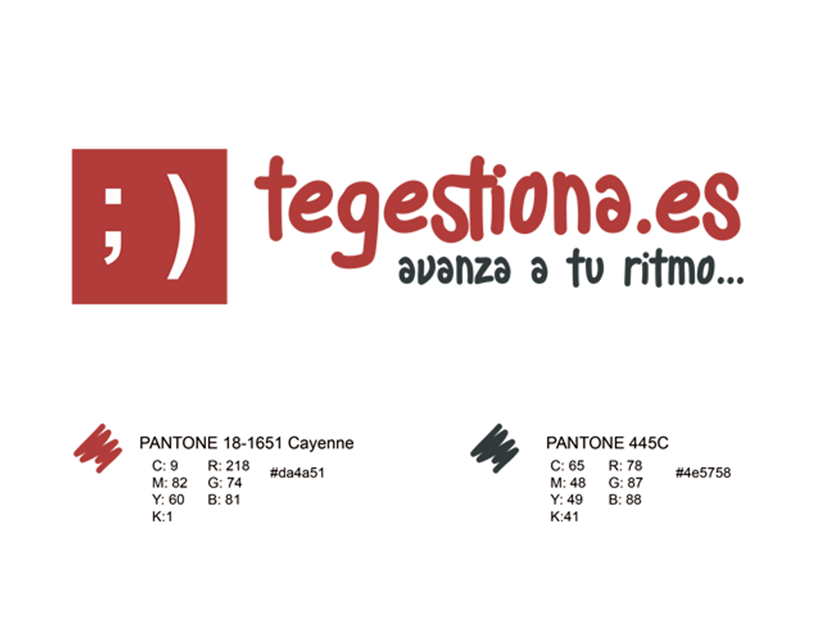 ;)
tegestiona.es
avanza a tu ritmo...
PANTONE 18-1651 Cayenne
C: 9 R: 218 #da4a51
M: 82 G: 74
Y: 60 B: 81
K:1
PANTONE 445C
C: 65 R: 78 #4e5758
M: 48 G: 87
Y: 49 B: 88
K:41